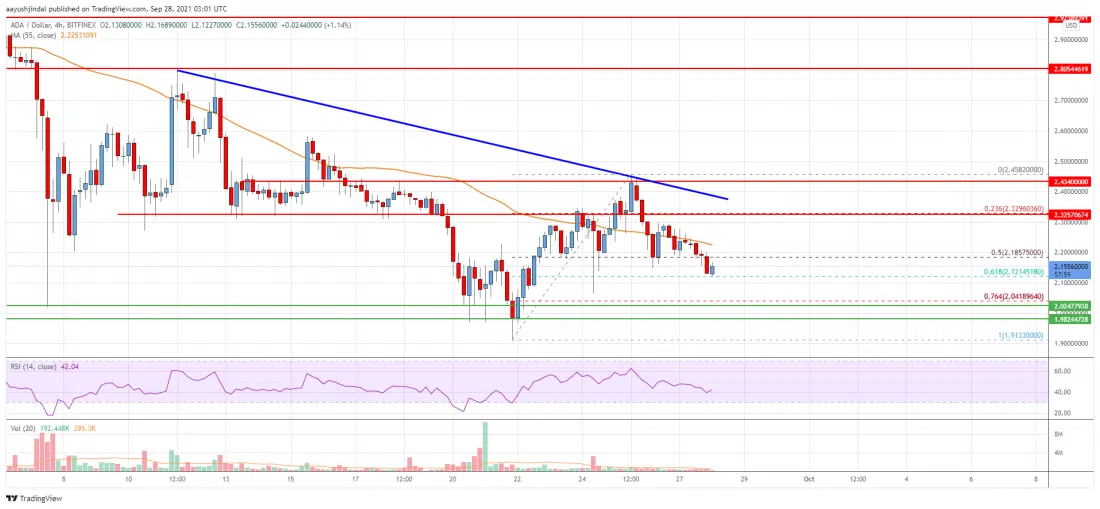 aayushjindal published on TradingView.com, Sep 28, 2021 03:01 UTC
ADA / Dollar, 4h, BITFINEX O2.13080000 H2.16890000 L2.12270000 C2.15560000 +0.02440000 (+1.14%)
MA (55, close) 2.22531091
USD
2.90000000
2.80544619
2.70000000
2.60000000
2.50000000
0(2.45820000)
2.43400000
2.40000000
0.236(2.32960360)
2.32570674
2.30000000
0.5(2.18575000)
2.20000000
2.15560000
57:59
0.618(2.12145180)
2.10000000
0.764(2.04189640)
2.02477938
1.98244728
1(1.91330000)
1.90000000
RSI (14, close) 42.04
60.00
40.00
20.00
Vol (20) 192.448K 395.3K
8M
4M
8 10 12:00 13 15 17 12:00 20 22 24 12:00 27 29 Oct 12:00 4 6 8
TradingView